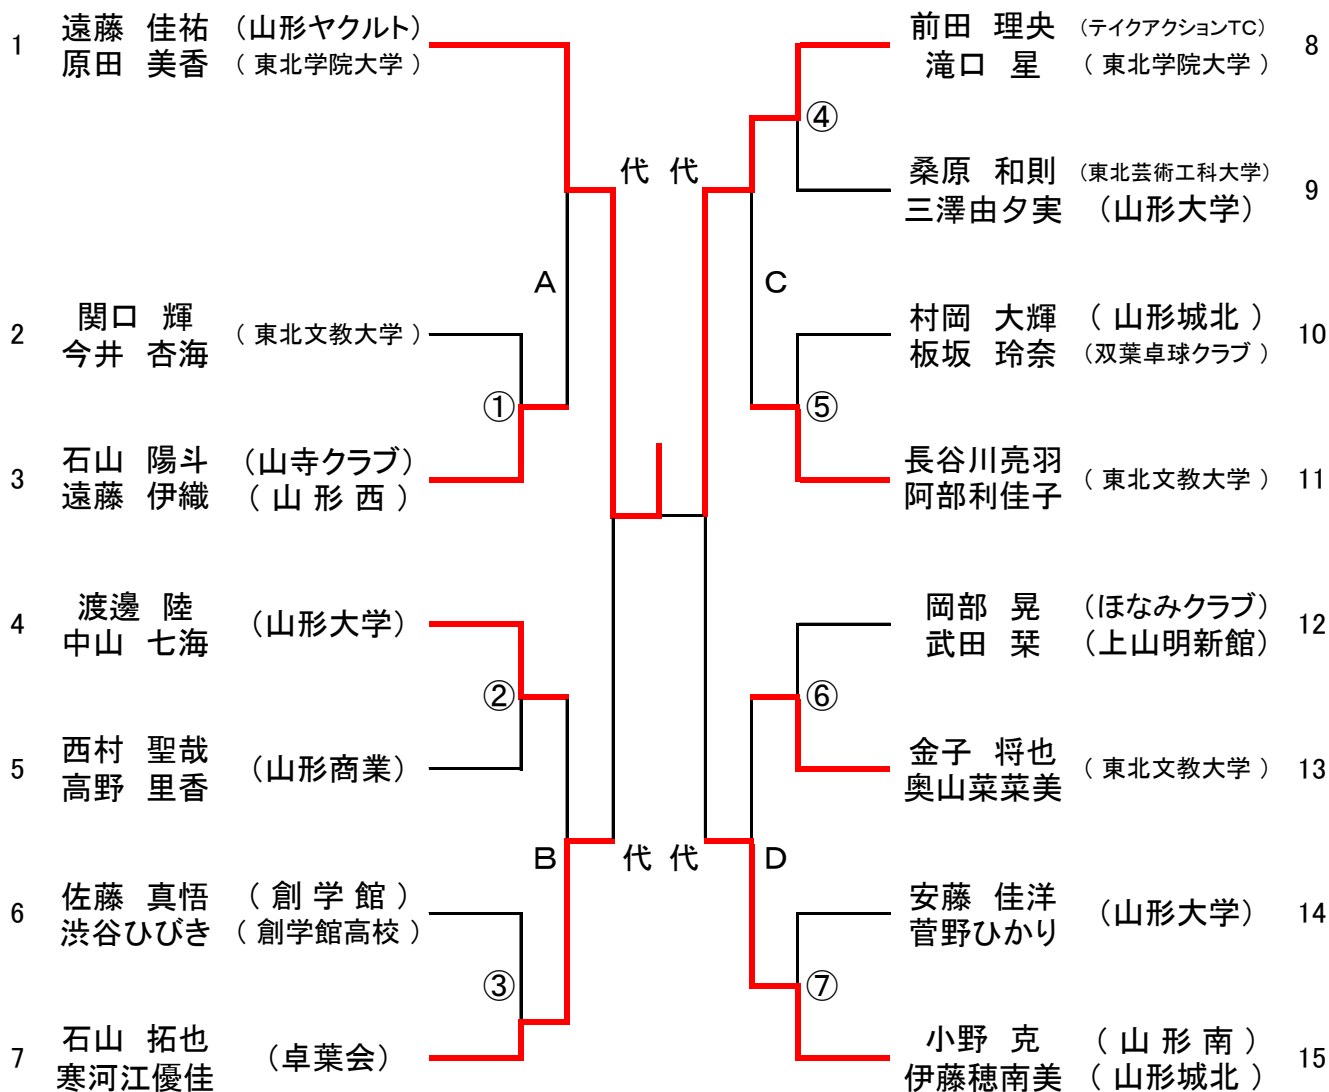 1 遠藤 佳祐 (山形ヤクルト)
原田 美香 (東北学院大学)
2 関口 輝 (東北文教大学)
今井 杏海
①
3 石山 陽斗 (山寺クラブ)
遠藤 伊織 (山形西)
A
4 渡邊 陸 (山形大学)
中山 七海
②
5 西村 聖哉 (山形商業)
高野 里香
B
6 佐藤 真悟 (創学館)
渋谷ひびき (創学館高校)
③
7 石山 拓也 (卓葉会)
寒河江優佳
代 代
代 代
前田 理央 (テイクアクションTC) 8
滝口 星 (東北学院大学)
④
桑原 和則 (東北芸術工科大学) 9
三澤由夕実 (山形大学)
C
村岡 大輝 (山形城北) 10
板坂 玲奈 (双葉卓球クラブ)
⑤
長谷川亮羽 (東北文教大学) 11
阿部利佳子
岡部 晃 (ほなみクラブ) 12
武田 栞 (上山明新館)
⑥
金子 将也 (東北文教大学) 13
奥山菜菜美
D
安藤 佳洋 (山形大学) 14
菅野ひかり
⑦
小野 克 (山形南) 15
伊藤穂南美 (山形城北)